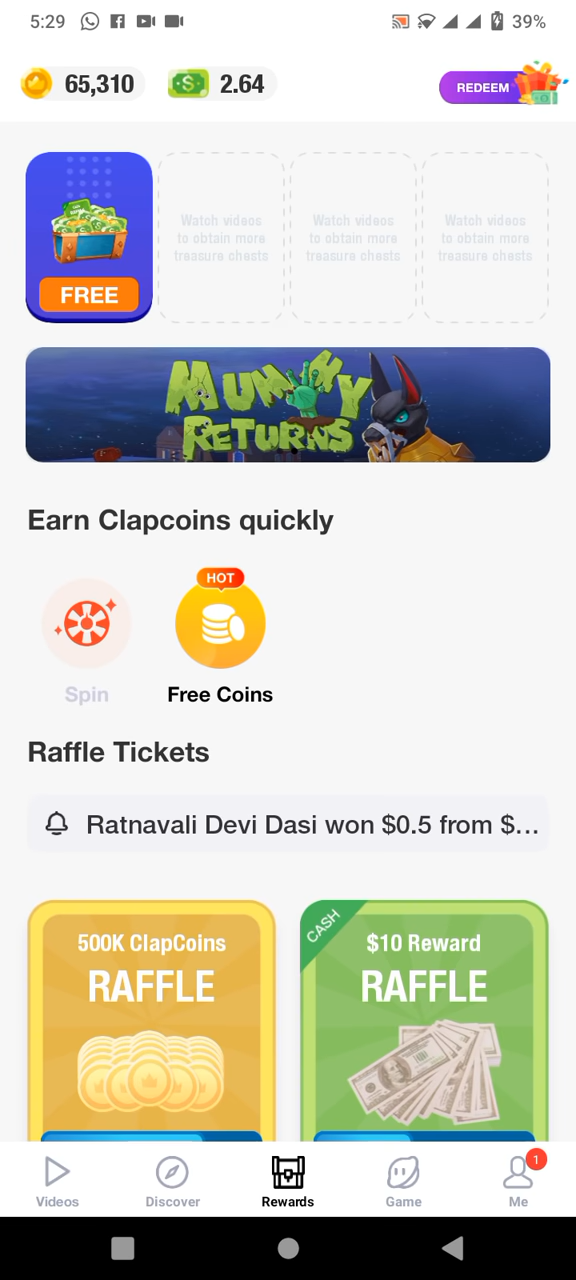 5:29
39%
65,310
2.64
REDEEM
FREE
Watch videos
to obtain more
treasure chests
Watch videos
to obtain more
treasure chests
Watch videos
to obtain more
treasure chests
MUMMY
RETURNS
Earn Clapcoins quickly
HOT
Spin
Free Coins
Raffle Tickets
Ratnavali Devi Dasi won $0.5 from $...
500K ClapCoins
RAFFLE
CASH
$10 Reward
RAFFLE
1
Videos
Discover
Rewards
Game
Me